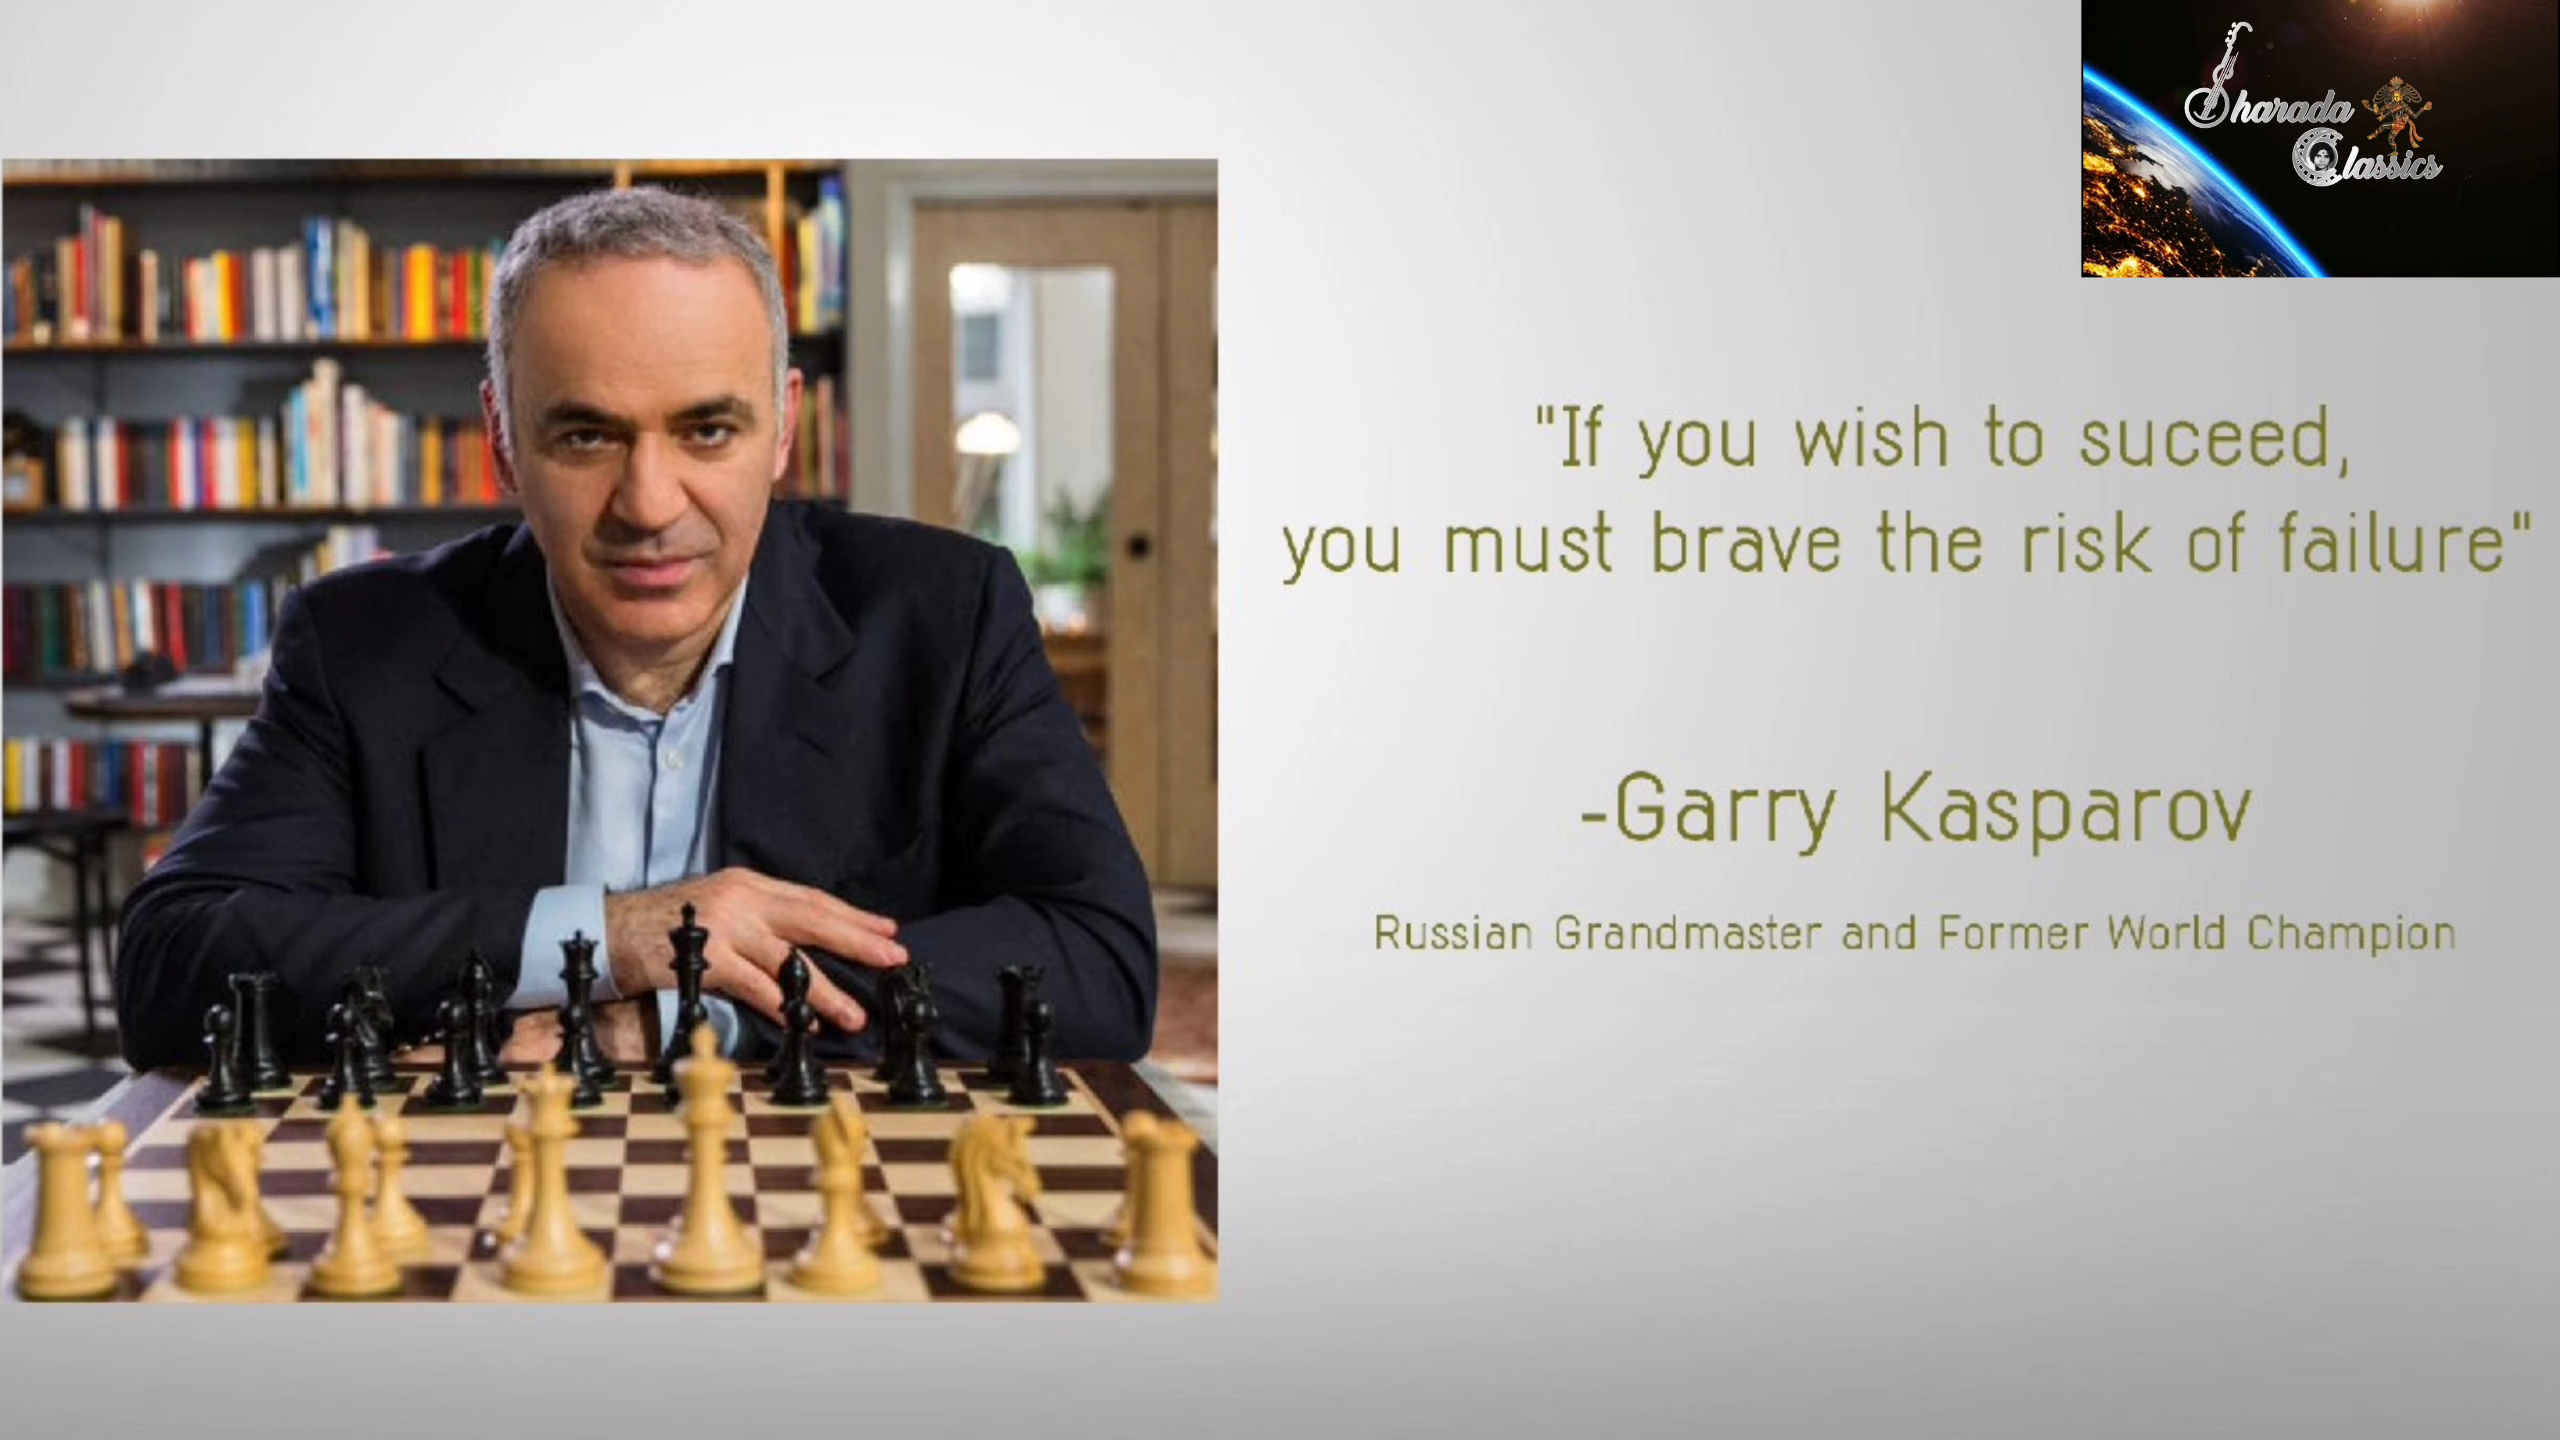 Sharada
Classics
"If you wish to suceed,
you must brave the risk of failure"
-Garry Kasparov
Russian Grandmaster and Former World Champion